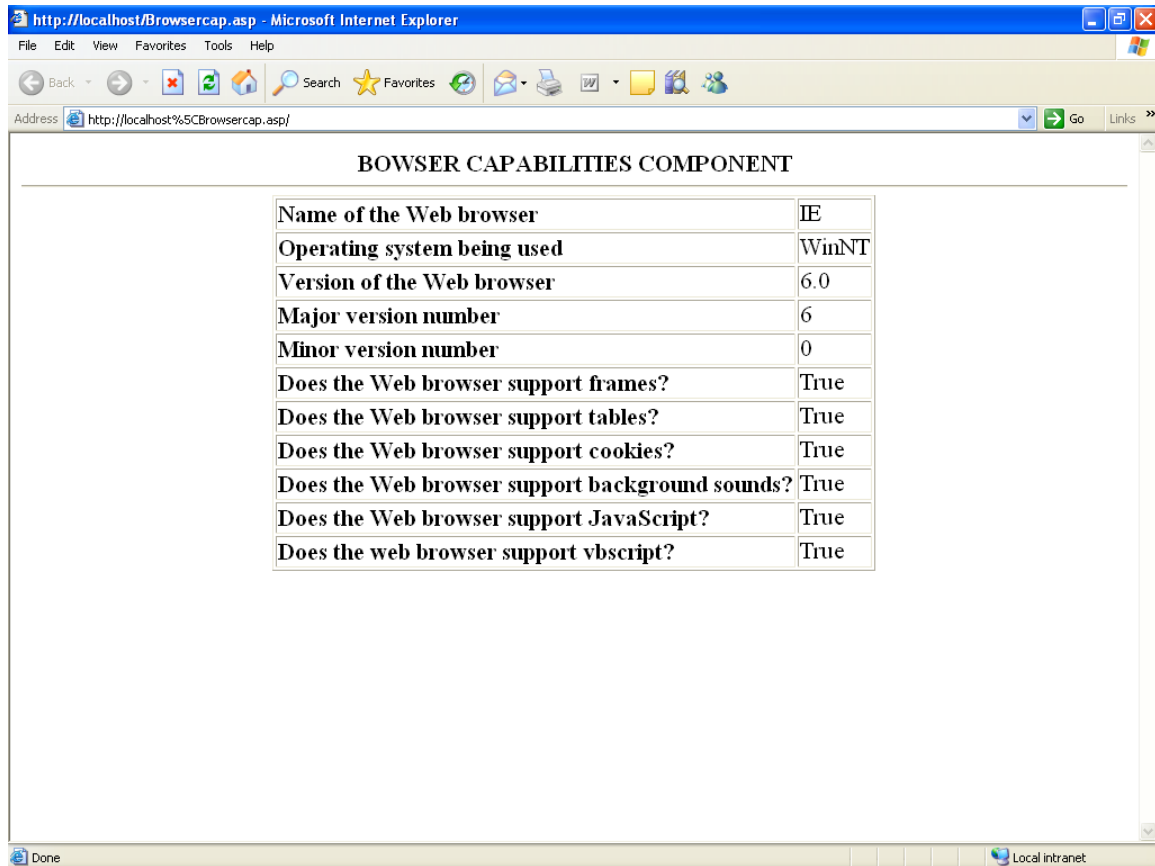 http://localhost/Browsercap.asp - Microsoft Internet Explorer
File Edit View Favorites Tools Help
Back Search Favorites
Address http://localhost%5CBrowsercap.asp/ Go Links »
BOWSER CAPABILITIES COMPONENT
Name of the Web browser IE
Operating system being used WinNT
Version of the Web browser 6.0
Major version number 6
Minor version number 0
Does the Web browser support frames? True
Does the Web browser support tables? True
Does the Web browser support cookies? True
Does the Web browser support background sounds? True
Does the Web browser support JavaScript? True
Does the web browser support vbscript? True
Done Local intranet